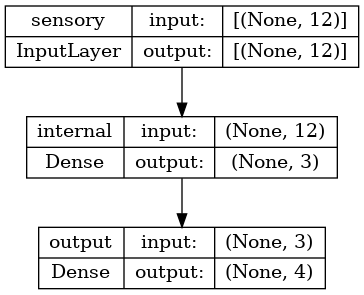 sensory input: [(None, 12)]
InputLayer output: [(None, 12)]
internal input: (None, 12)
Dense output: (None, 3)
output input: (None, 3)
Dense output: (None, 4)